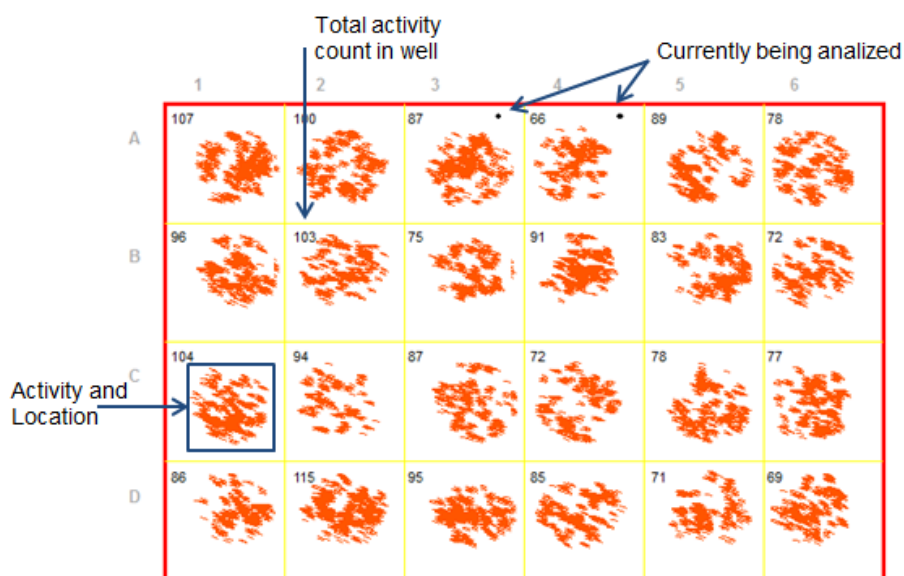 Total activity
count in well
Currently being analized
1 2 3 4 5 6
A
107 100 87 66 89 78
B
96 103 75 91 83 72
C
104 94 87 72 78 77
Activity and
Location
D
86 115 95 85 71 69